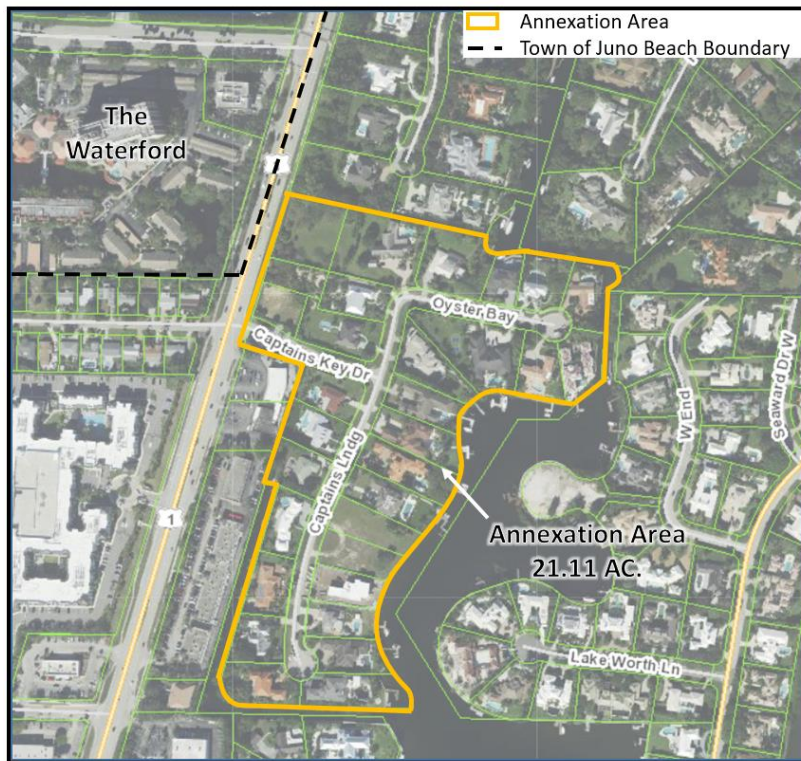 Annexation Area
Town of Juno Beach Boundary
The
Waterford
Oyster Bay
Captains Key Dr
Captains Lndg
W End
Seaward Dr W
1
Annexation Area
21.11 AC.
Lake Worth Ln